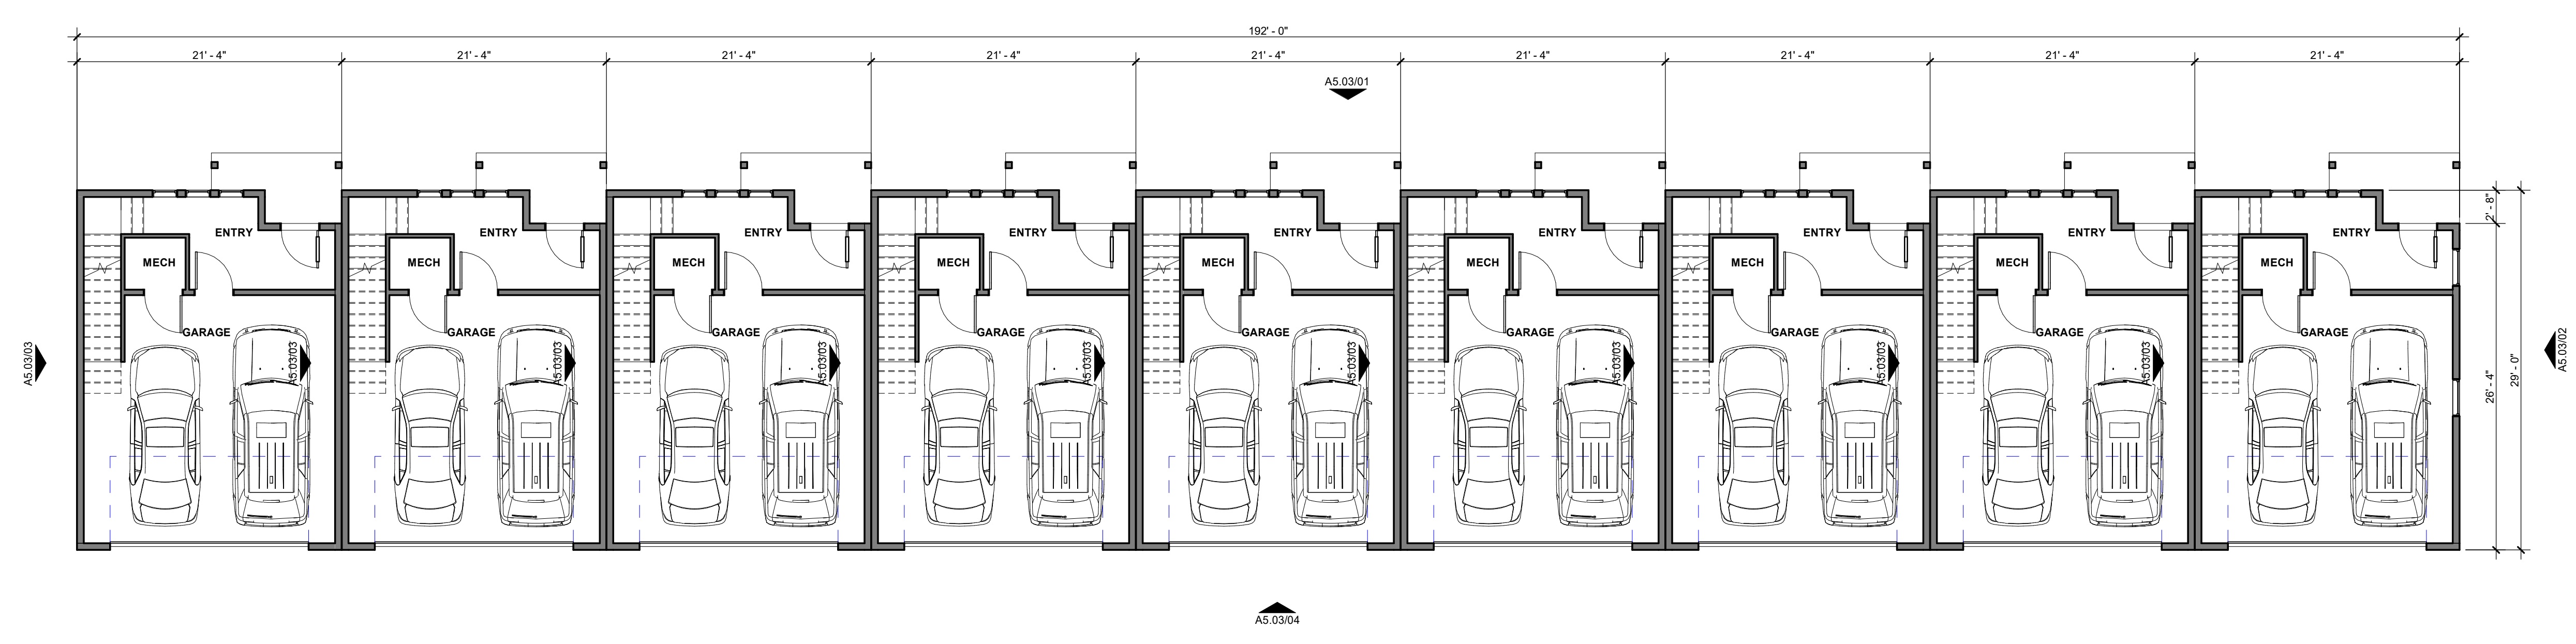 192' - 0"
21' - 4" 21' - 4" 21' - 4" 21' - 4" 21' - 4" 21' - 4" 21' - 4" 21' - 4" 21' - 4"
A5.03/01
2' - 8"
ENTRY ENTRY ENTRY ENTRY ENTRY ENTRY ENTRY ENTRY ENTRY
MECH MECH MECH MECH MECH MECH MECH MECH MECH
GARAGE GARAGE GARAGE GARAGE GARAGE GARAGE GARAGE GARAGE GARAGE
A5.03/03 A5.03/03 A5.03/03 A5.03/03 A5.03/03 A5.03/03 A5.03/03 A5.03/03 A5.03/03 26' - 4" 29' - 0" A5.03/02
A5.03/04